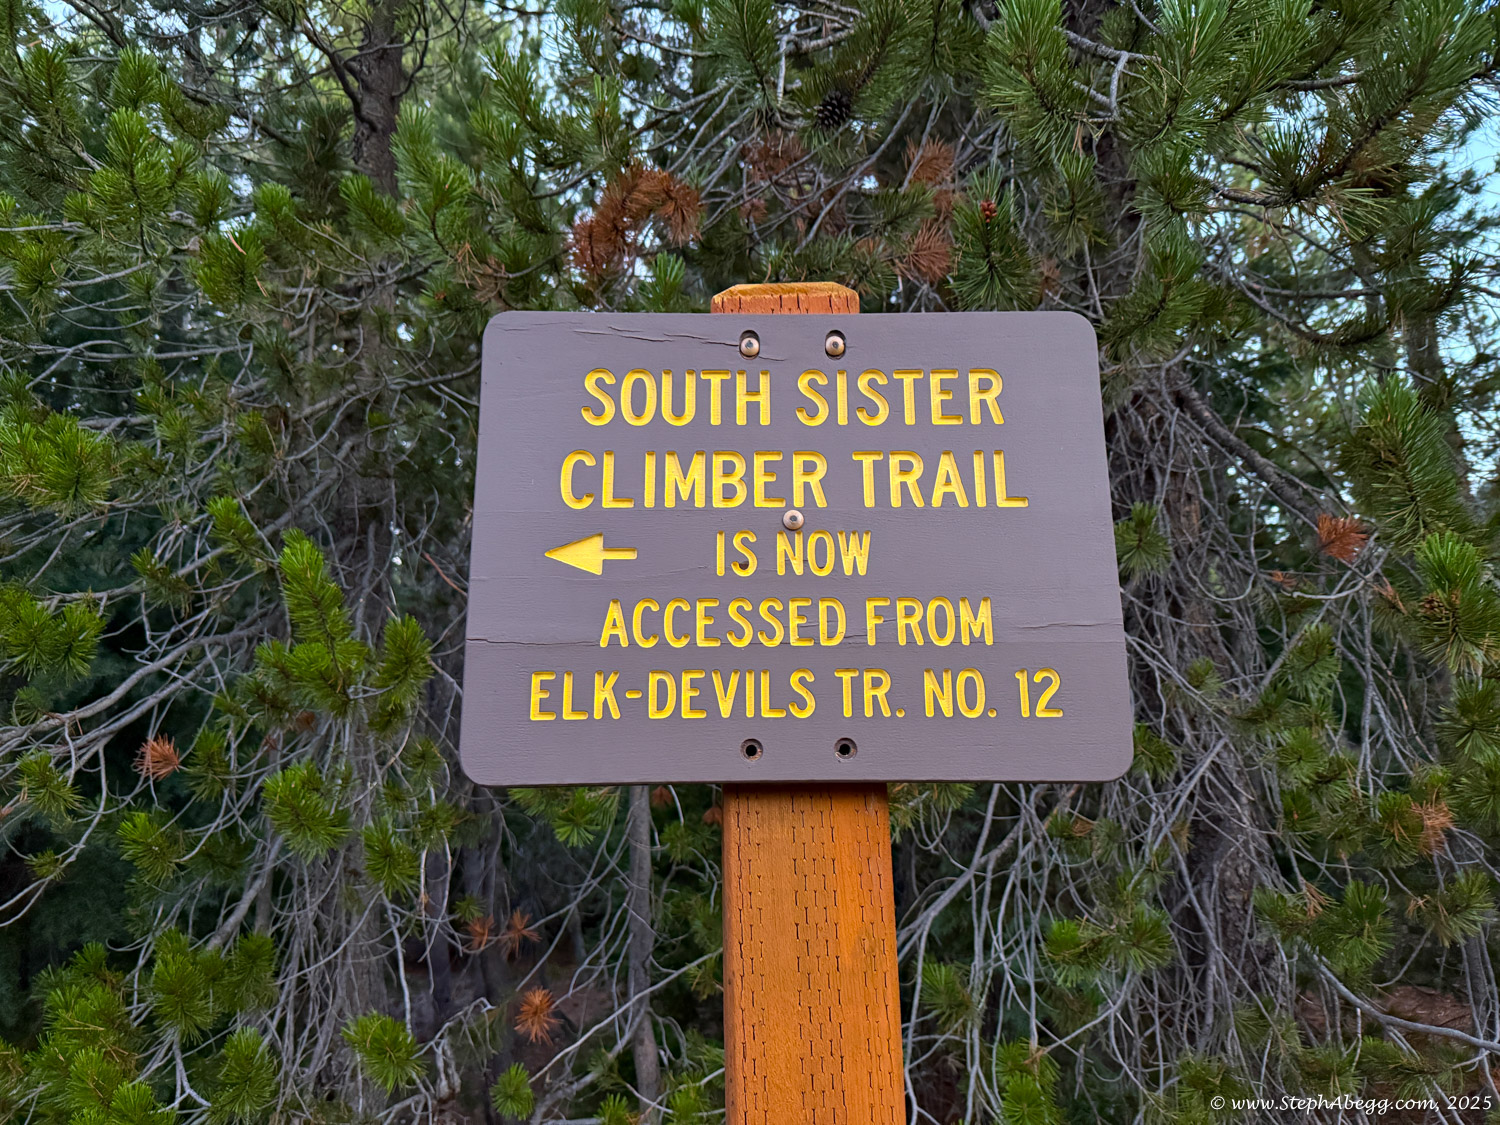 SOUTH SISTER
CLIMBER TRAIL
IS NOW
ACCESSED FROM
ELK-DEVILS TR. NO. 12
© www.StephAbegg.com, 2025